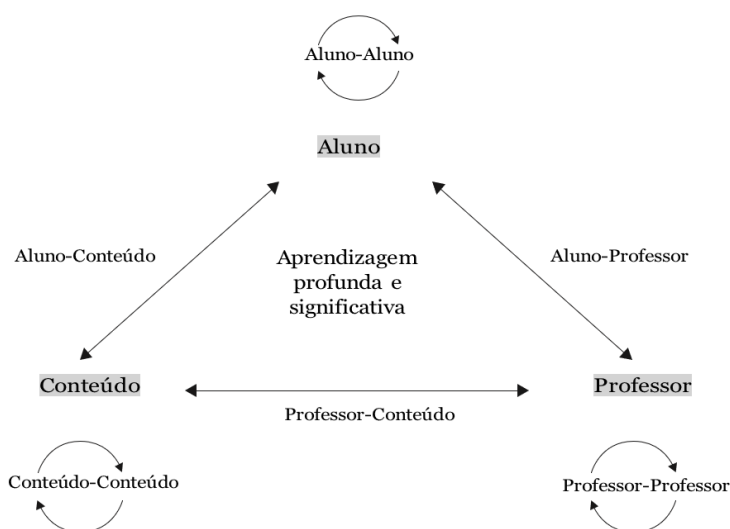 Aluno-Aluno
Aluno
Aluno-Conteúdo
Aprendizagem
profunda e
significativa
Aluno-Professor
Conteúdo
Professor
Professor-Conteúdo
Conteúdo-Conteúdo
Professor-Professor